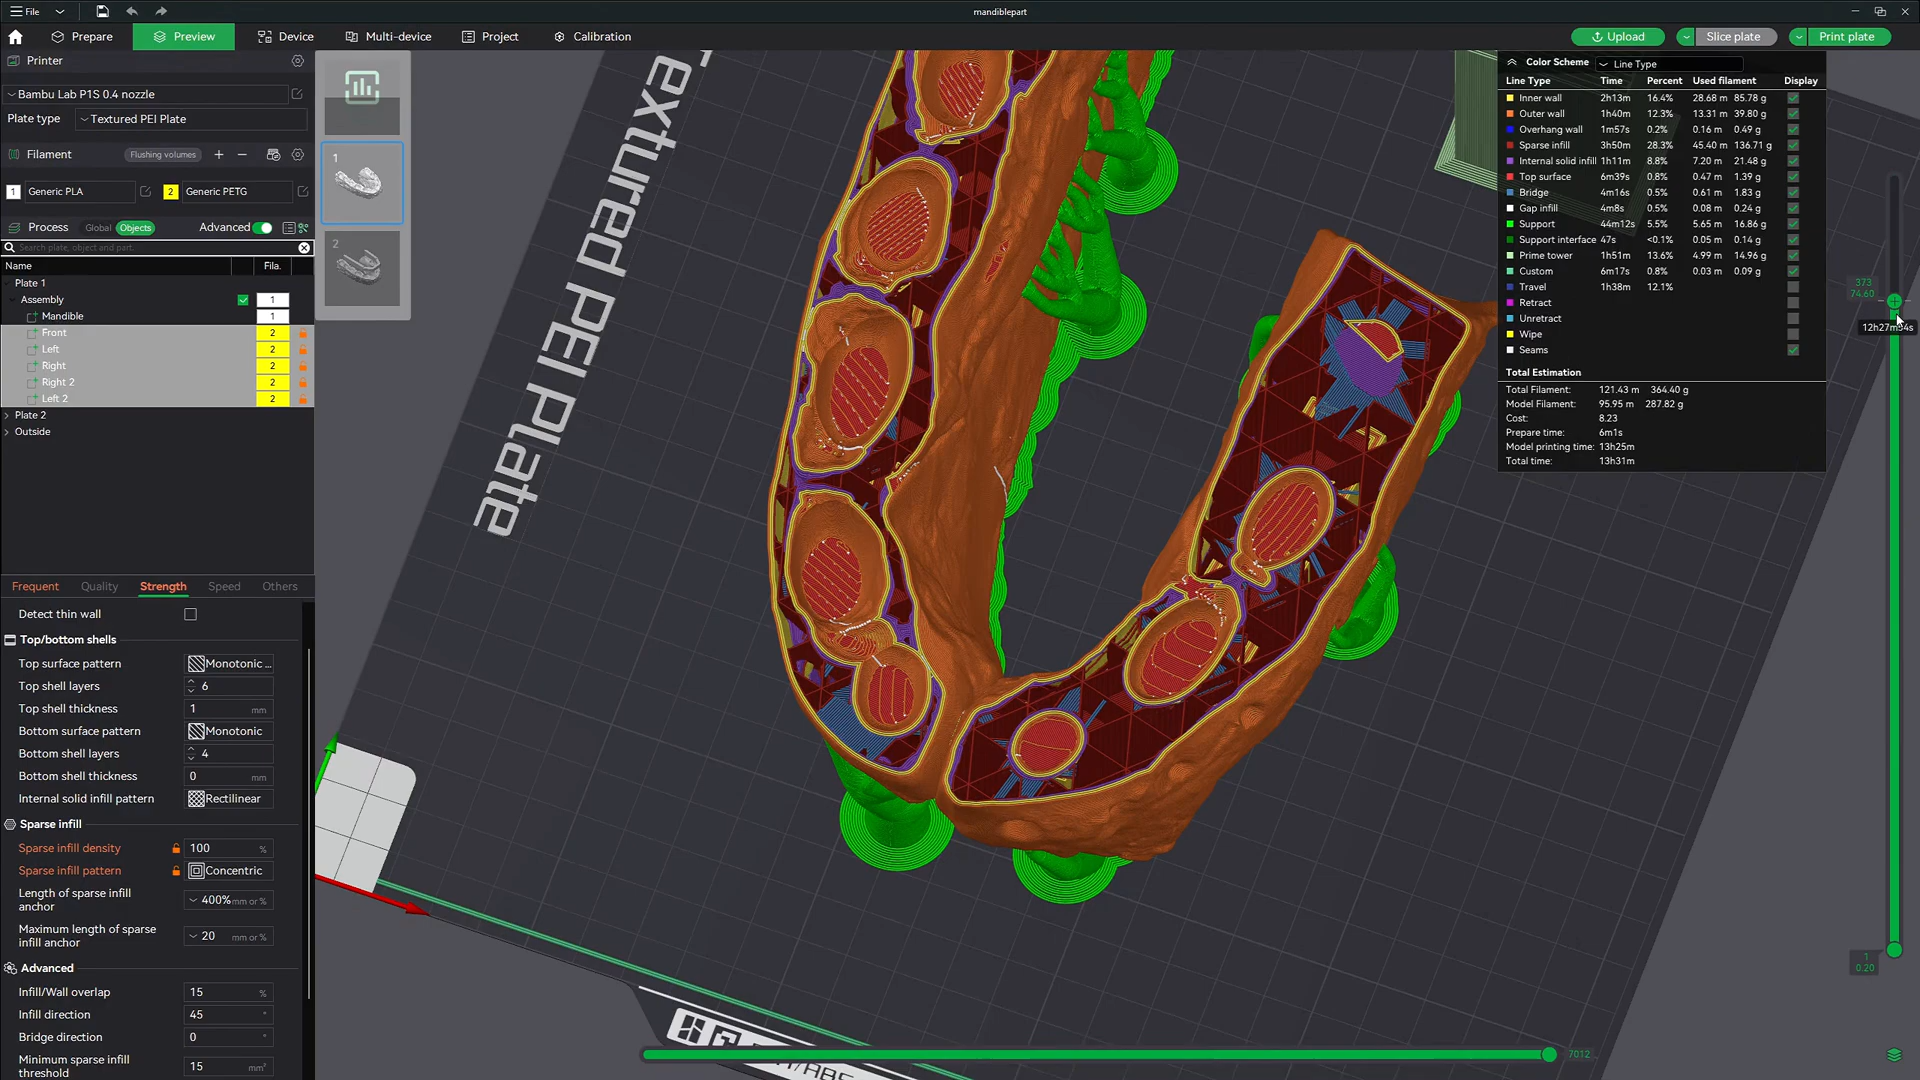 File
mandiblepart
Prepare
Preview
Device
Multi-device
Project
Calibration
Upload
Slice plate
Print plate
Printer
Bambu Lab P1S 0.4 nozzle
Plate type
Textured PEI Plate
Filament
Flushing volumes
1 Generic PLA
2 Generic PETG
Process Global Objects Advanced
Search plate, object and part.
Name Fila.
Plate 1
Assembly 1
Mandible 1
Front 2
Left 2
Right 2
Right 2 2
Left 2 2
Plate 2
Outside
Frequent Quality Strength Speed Others
Detect thin wall
Top/bottom shells
Top surface pattern Monotonic ...
Top shell layers 6
Top shell thickness 1 mm
Bottom surface pattern Monotonic
Bottom shell layers 4
Bottom shell thickness 0 mm
Internal solid infill pattern Rectilinear
Sparse infill
Sparse infill density 100 %
Sparse infill pattern Concentric
Length of sparse infill
anchor 400% mm or %
Maximum length of sparse
infill anchor 20 mm or %
Advanced
Infill/Wall overlap 15 %
Infill direction 45 °
Bridge direction 0 °
Minimum sparse infill
threshold 15 mm²
1
2
extured PEI Plate
Color Scheme Line Type
Line Type Time Percent Used filament Display
Inner wall 2h13m 16.4% 28.68 m 85.78 g
Outer wall 1h40m 12.3% 13.31 m 39.80 g
Overhang wall 1m57s 0.2% 0.16 m 0.49 g
Sparse infill 3h50m 28.3% 45.40 m 136.71 g
Internal solid infill 1h11m 8.8% 7.20 m 21.48 g
Top surface 6m39s 0.8% 0.47 m 1.39 g
Bridge 4m16s 0.5% 0.61 m 1.83 g
Gap infill 4m8s 0.5% 0.08 m 0.24 g
Support 44m12s 5.5% 5.65 m 16.86 g
Support interface 47s <0.1% 0.05 m 0.14 g
Prime tower 1h51m 13.6% 4.99 m 14.96 g
Custom 6m17s 0.8% 0.03 m 0.09 g
Travel 1h38m 12.1%
Retract
Unretract
Wipe
Seams
Total Estimation
Total Filament: 121.43 m 364.40 g
Model Filament: 95.95 m 287.82 g
Cost: 8.23
Prepare time: 6m1s
Model printing time: 13h25m
Total time: 13h31m
373
74.60
1
0.20
7012